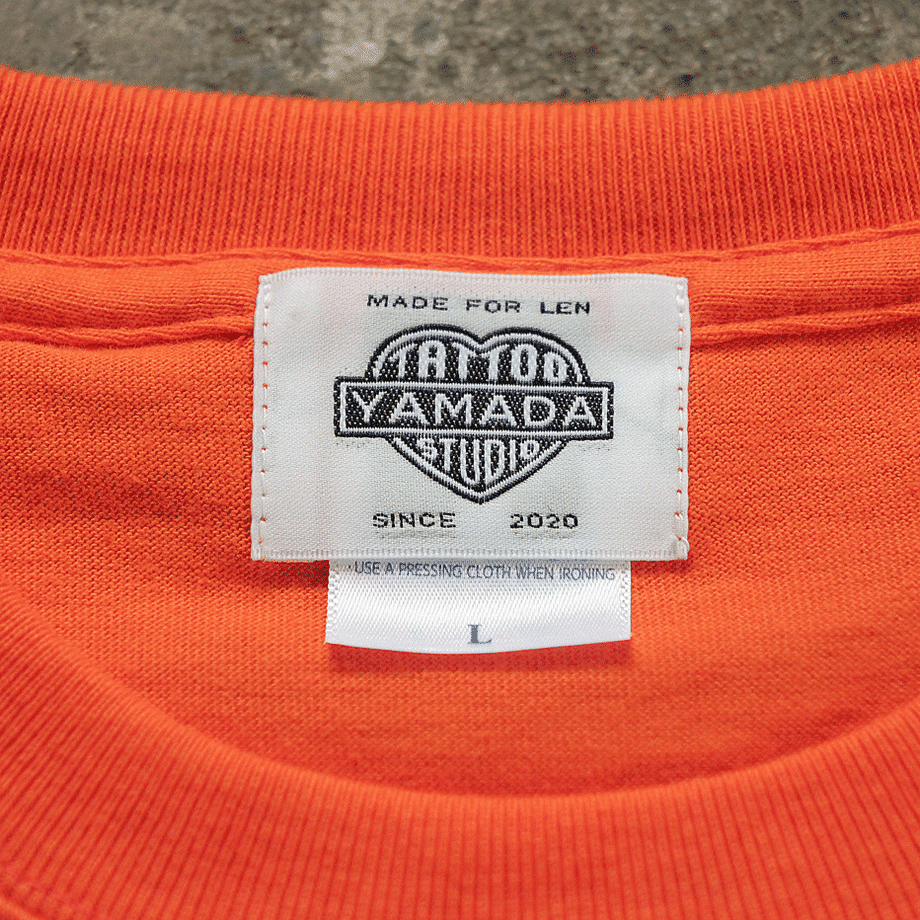 MADE FOR LEN
TATTOO
YAMADA
STUDIO
SINCE 2020
USE A PRESSING CLOTH WHEN IRONING
L